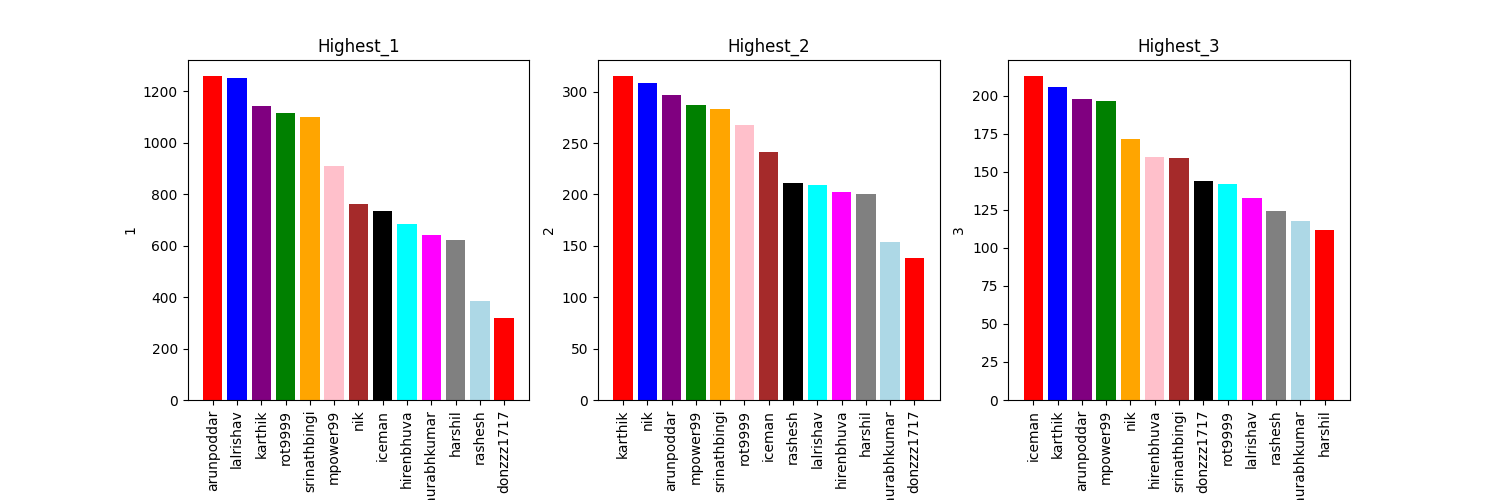 Highest_1
1
1200
1000
800
600
400
200
0
arunpoddar
lalrishav
karthik
rot9999
srinathbingi
mpower99
nik
iceman
hirenbhuva
urabhkumar
harshil
rashesh
donzzz1717
Highest_2
2
300
250
200
150
100
50
0
karthik
nik
arunpoddar
mpower99
srinathbingi
rot9999
iceman
rashesh
lalrishav
hirenbhuva
harshil
urabhkumar
donzzz1717
Highest_3
3
200
175
150
125
100
75
50
25
0
iceman
karthik
arunpoddar
mpower99
nik
hirenbhuva
srinathbingi
donzzz1717
rot9999
lalrishav
rashesh
urabhkumar
harshil